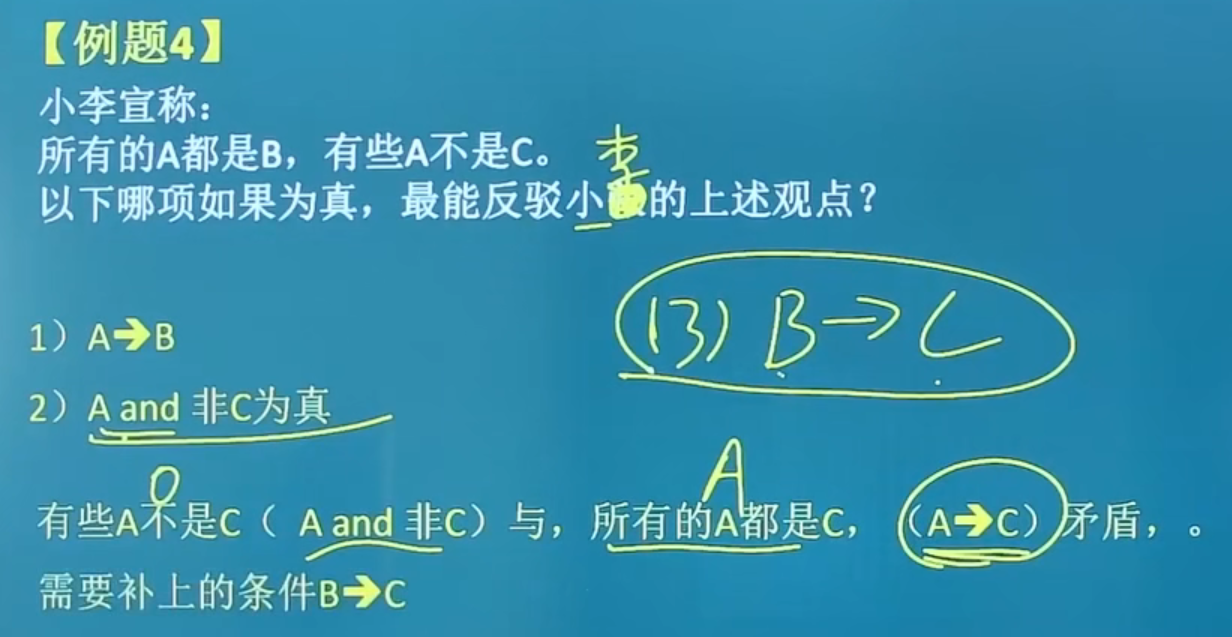 【例题4】
小李宣称：
所有的A都是B，有些A不是C。
李
以下哪项如果为真，最能反驳小的上述观点？
(3) B→C
1）A➔B
2）A and 非C为真
O
A
有些A不是C（ A and 非C）与，所有的A都是C，（A➔C）矛盾，。
需要补上的条件B➔C